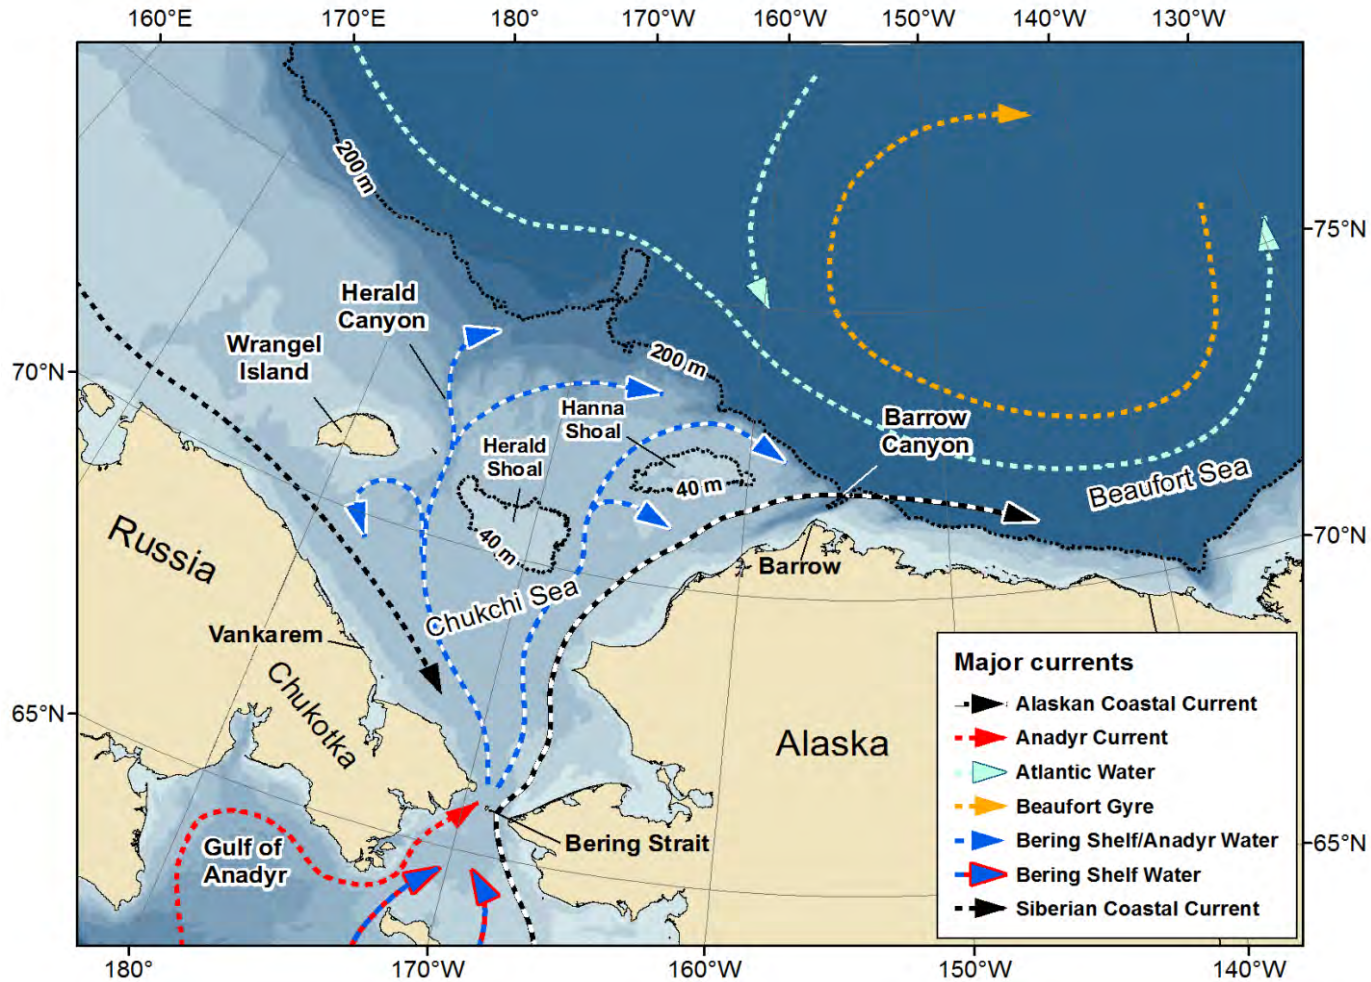 160°E 170°E 180° 170°W 160°W 150°W 140°W 130°W
200 m
75°N
Herald
Canyon
Wrangel
Island
70°N
200 m
Hanna
Shoal
Barrow
Canyon
Herald
Shoal
40 m
Beaufort Sea
40 m
70°N
Russia
Barrow
Chukchi Sea
Vankarem
Chukotka
65°N
Alaska
Bering Strait
Gulf of
Anadyr
65°N
Major currents
Alaskan Coastal Current
Anadyr Current
Atlantic Water
Beaufort Gyre
Bering Shelf/Anadyr Water
Bering Shelf Water
Siberian Coastal Current
180° 170°W 160°W 150°W 140°W